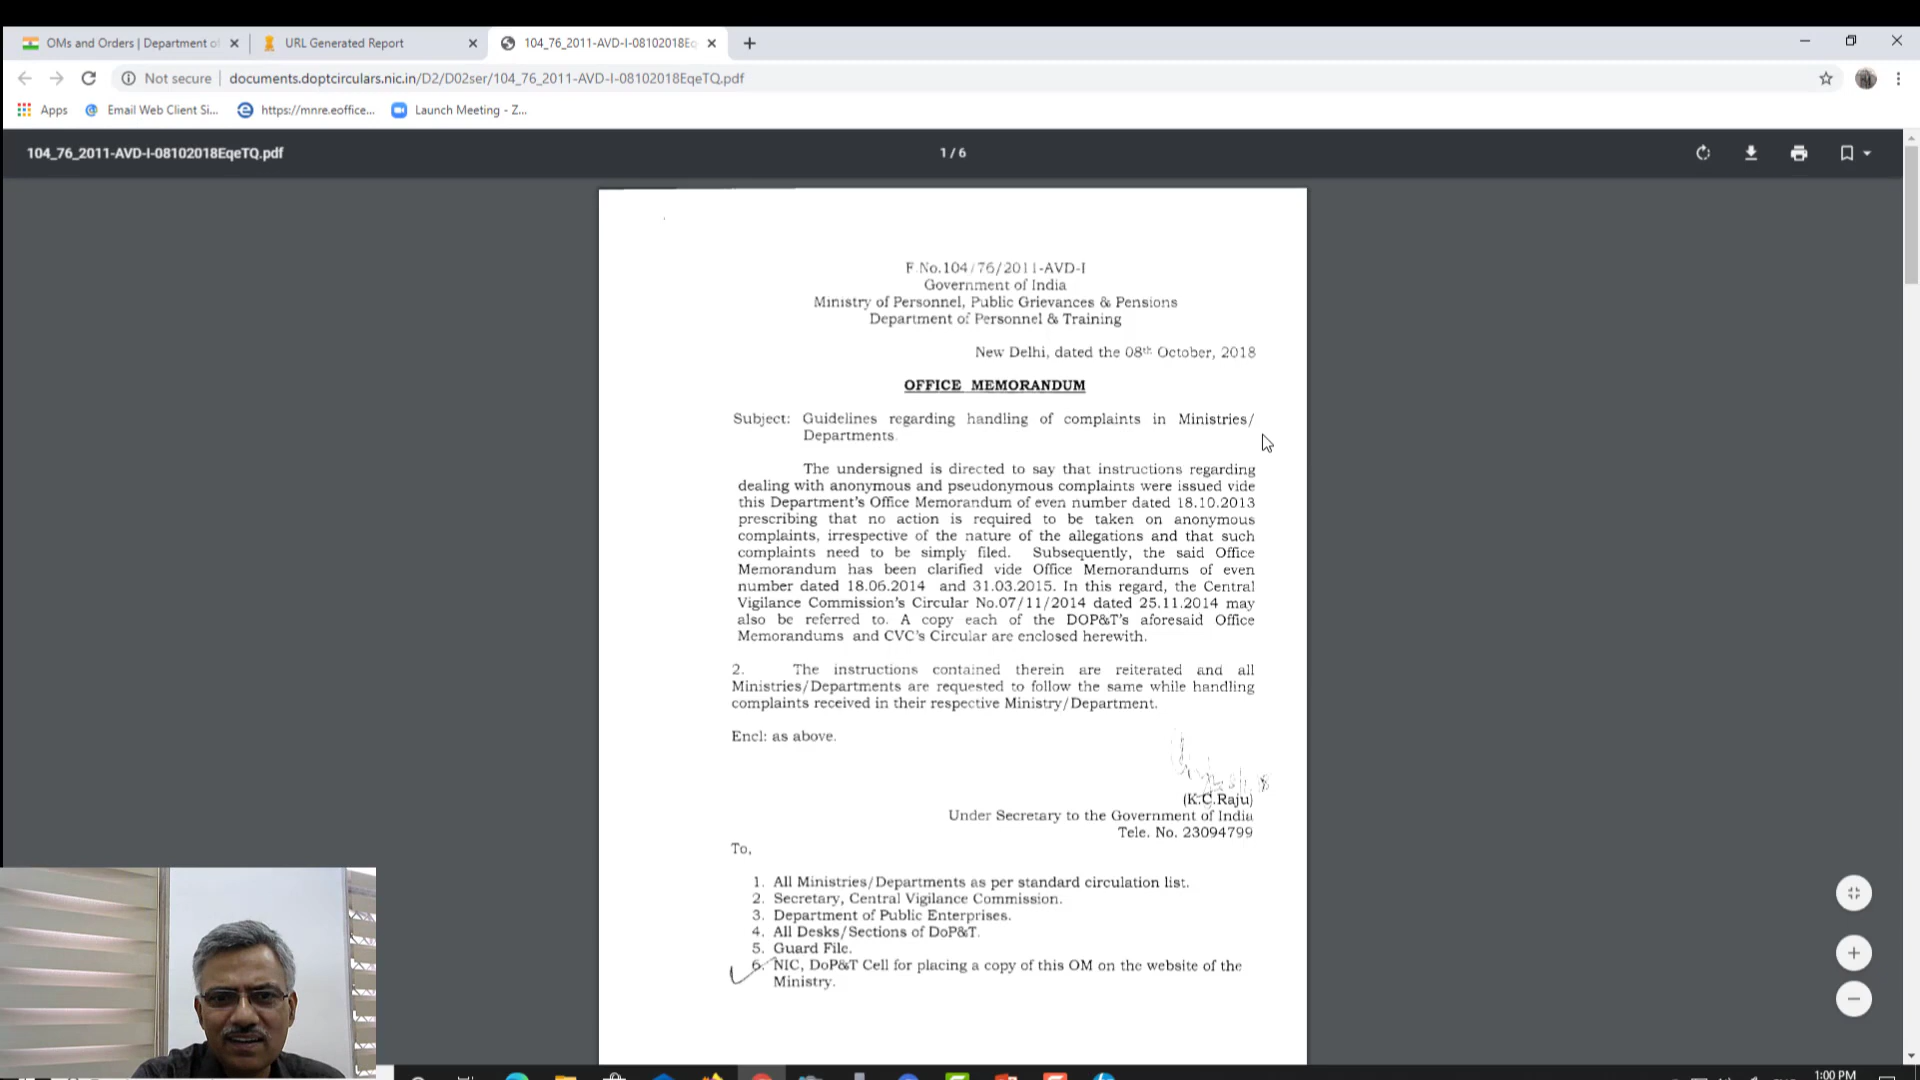 OMs and Orders | Department of
URL Generated Report
104_76_2011-AVD-I-08102018Eq
Not secure
documents.doptcirculars.nic.in/D2/D02ser/104_76_2011-AVD-I-08102018EqeTQ.pdf
Apps
Email Web Client Si...
https://mnre.eoffice...
Launch Meeting - Z...
104_76_2011-AVD-I-08102018EqeTQ.pdf
1 / 6
F No.104/76/2011-AVD-I
Government of India
Ministry of Personnel, Public Grievances & Pensions
Department of Personnel & Training
New Delhi, dated the 08th October, 2018
OFFICE MEMORANDUM
Subject: Guidelines regarding handling of complaints in Ministries/
Departments.
The undersigned is directed to say that instructions regarding
dealing with anonymous and pseudonymous complaints were issued vide
this Department's Office Memorandum of even number dated 18.10.2013
prescribing that no action is required to be taken on anonymous
complaints, irrespective of the nature of the allegations and that such
complaints need to be simply filed. Subsequently, the said Office
Memorandum has been clarified vide Office Memorandums of even
number dated 18.06.2014 and 31.03.2015. In this regard, the Central
Vigilance Commission's Circular No.07/11/2014 dated 25.11.2014 may
also be referred to. A copy each of the DOP&T's aforesaid Office
Memorandums and CVC's Circular are enclosed herewith.
2. The instructions contained therein are reiterated and all
Ministries/Departments are requested to follow the same while handling
complaints received in their respective Ministry/Department.
Encl: as above.
(K.C.Raju)
Under Secretary to the Government of India
Tele. No. 23094799
To,
1. All Ministries/Departments as per standard circulation list.
2. Secretary, Central Vigilance Commission.
3. Department of Public Enterprises.
4. All Desks/Sections of DoP&T.
5. Guard File.
6. NIC, DoP&T Cell for placing a copy of this OM on the website of the
Ministry.
1:00 PM